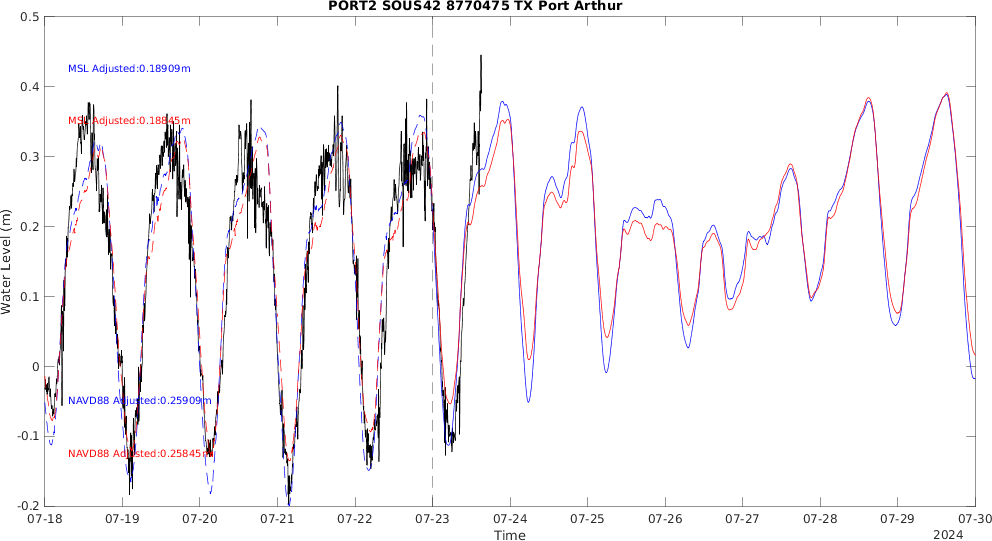 PORT2 SOUS42 8770475 TX Port Arthur
0.5
MSL Adjusted:0.18909m
0.4
MSL Adjusted:0.18845m
0.3
0.2
Water Level (m)
0.1
0
NAVD88 Adjusted:0.25909m
-0.1
NAVD88 Adjusted:0.25845m
-0.2
07-18 07-19 07-20 07-21 07-22 07-23 07-24 07-25 07-26 07-27 07-28 07-29 07-30
Time
2024